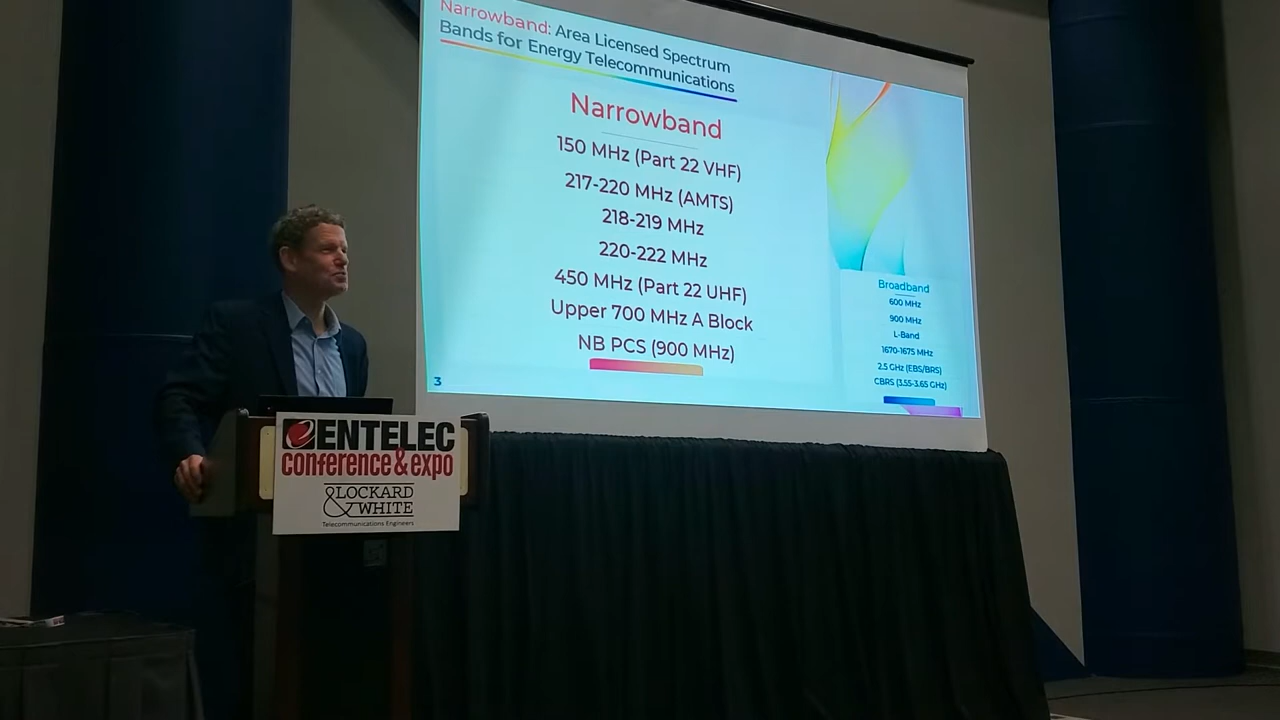 Narrowband: Area Licensed Spectrum
Bands for Energy Telecommunications
Narrowband
150 MHz (Part 22 VHF)
217-220 MHz (AMTS)
218-219 MHz
220-222 MHz
450 MHz (Part 22 UHF)
Upper 700 MHz A Block
NB PCS (900 MHz)
3
Broadband
600 MHz
900 MHz
L-Band
1670-1675 MHz
2.5 GHz (EBS/BRS)
CBRS (3.55-3.65 GHz)
ENTELEC
conference & expo
LOCKARD
& WHITE
Telecommunications Engineers